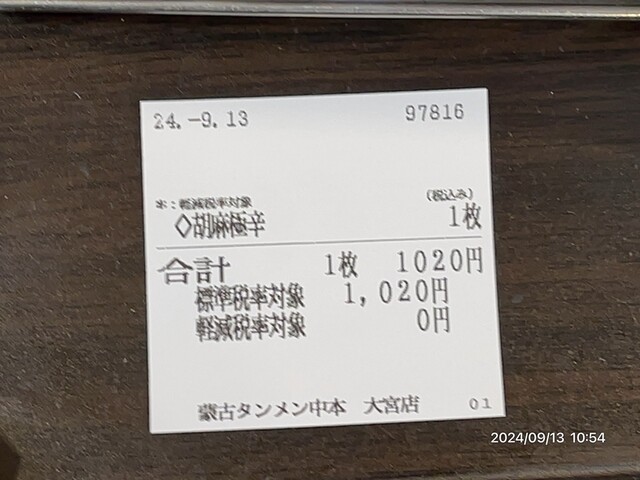 24.-9.13 97816
*:軽減税率対象 (税込み)
◇胡麻極辛 1枚
合計 1枚 1020円
標準税率対象 1,020円
軽減税率対象 0円
蒙古タンメン中本 大宮店 01
2024/09/13 10:54